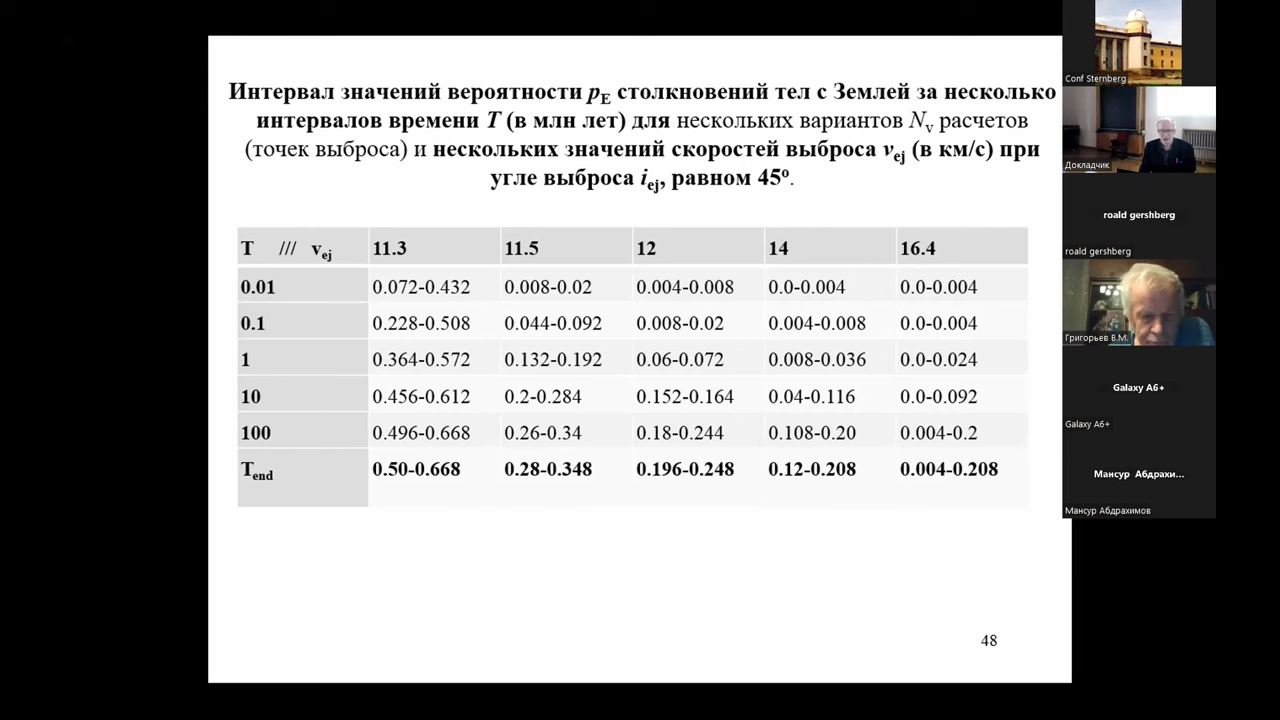 Интервал значений вероятности pE столкновений тел с Землей за несколько
интервалов времени T (в млн лет) для нескольких вариантов Nv расчетов
(точек выброса) и нескольких значений скоростей выброса vej (в км/с) при
угле выброса iej, равном 45º.
T /// vej 11.3 11.5 12 14 16.4
0.01 0.072-0.432 0.008-0.02 0.004-0.008 0.0-0.004 0.0-0.004
0.1 0.228-0.508 0.044-0.092 0.008-0.02 0.004-0.008 0.0-0.004
1 0.364-0.572 0.132-0.192 0.06-0.072 0.008-0.036 0.0-0.024
10 0.456-0.612 0.2-0.284 0.152-0.164 0.04-0.116 0.0-0.092
100 0.496-0.668 0.26-0.34 0.18-0.244 0.108-0.20 0.004-0.2
Tend 0.50-0.668 0.28-0.348 0.196-0.248 0.12-0.208 0.004-0.208
48
Conf Sternberg
Докладчик
roald gershberg
roald gershberg
Григорьев В.М.
Galaxy A6+
Galaxy A6+
Мансур Абдрахи...
Мансур Абдрахимов